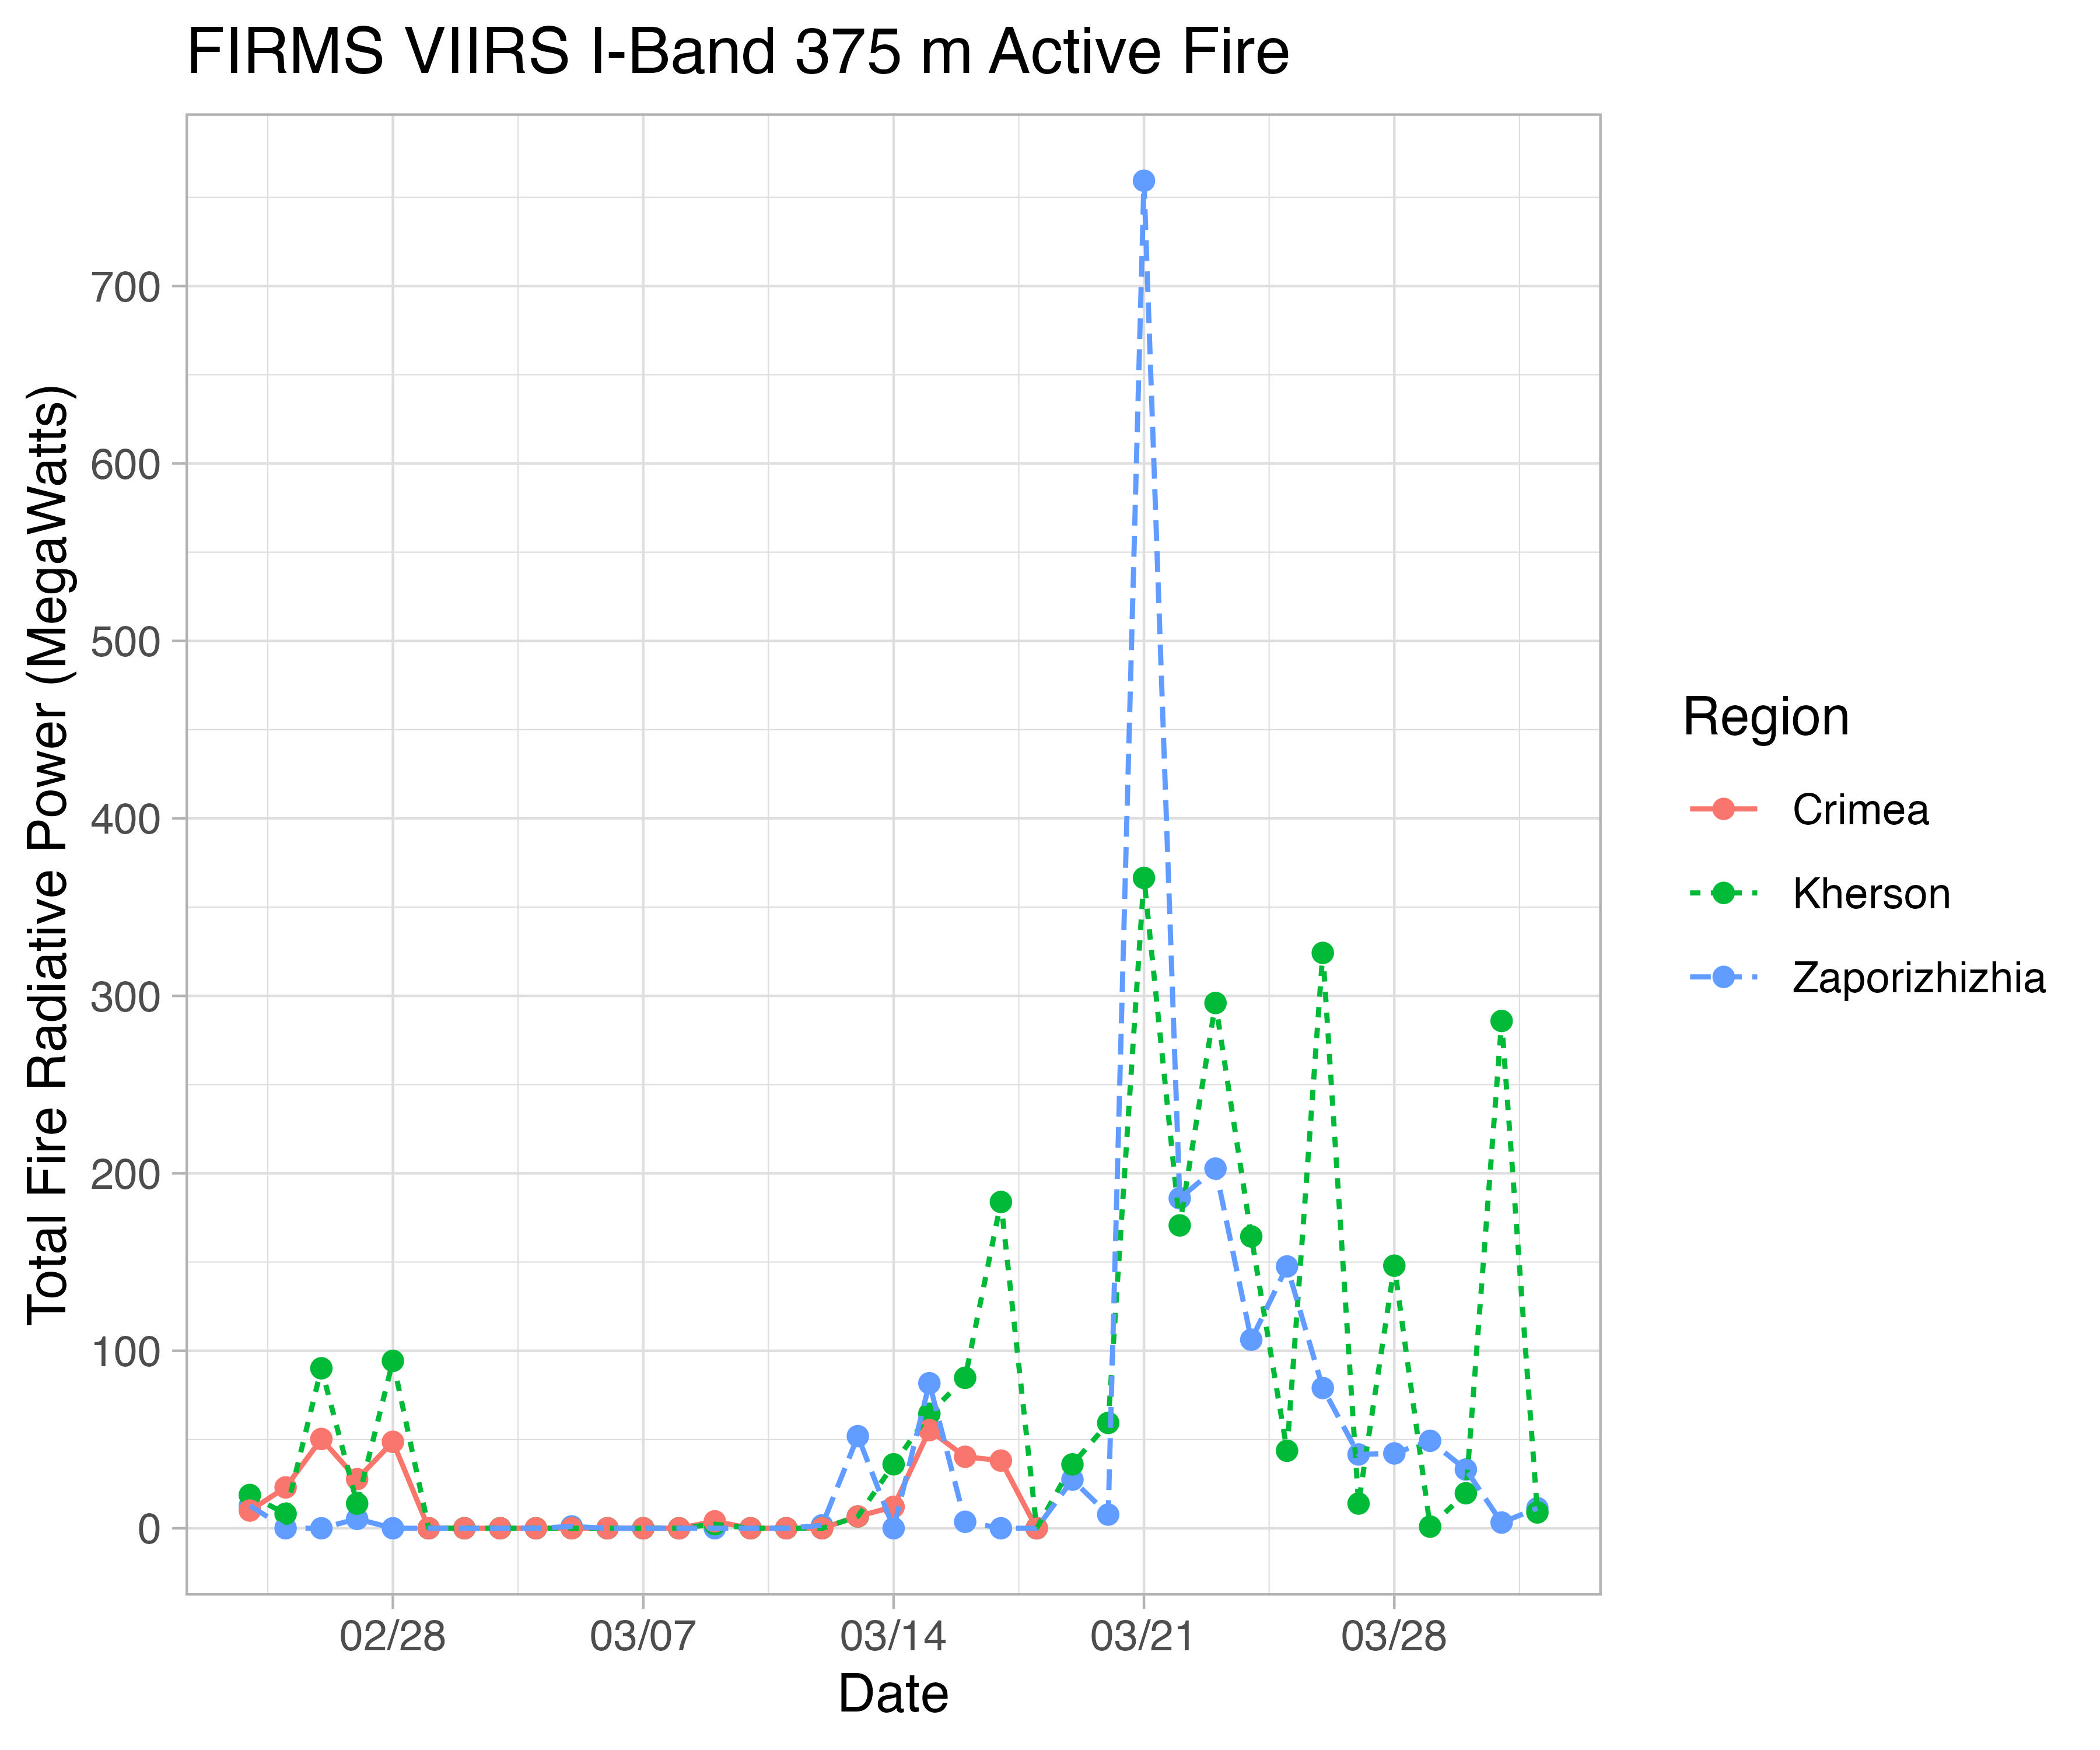 FIRMS VIIRS I-Band 375 m Active Fire
Total Fire Radiative Power (MegaWatts)
700
600
500
400
300
200
100
0
02/28 03/07 03/14 03/21 03/28
Date
Region
Crimea
Kherson
Zaporizhizhia